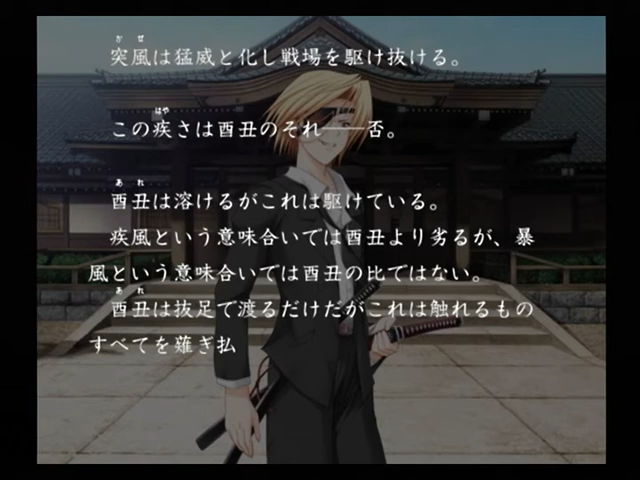 突風は猛威と化し戦場を駆け抜ける。
この疾さは酉丑のそれ──否。
酉丑は溶けるがこれは駆けている。
疾風という意味合いでは酉丑より劣るが、暴
風という意味合いでは酉丑の比ではない。
酉丑は抜足で渡るだけだがこれは触れるもの
すべてを薙ぎ払